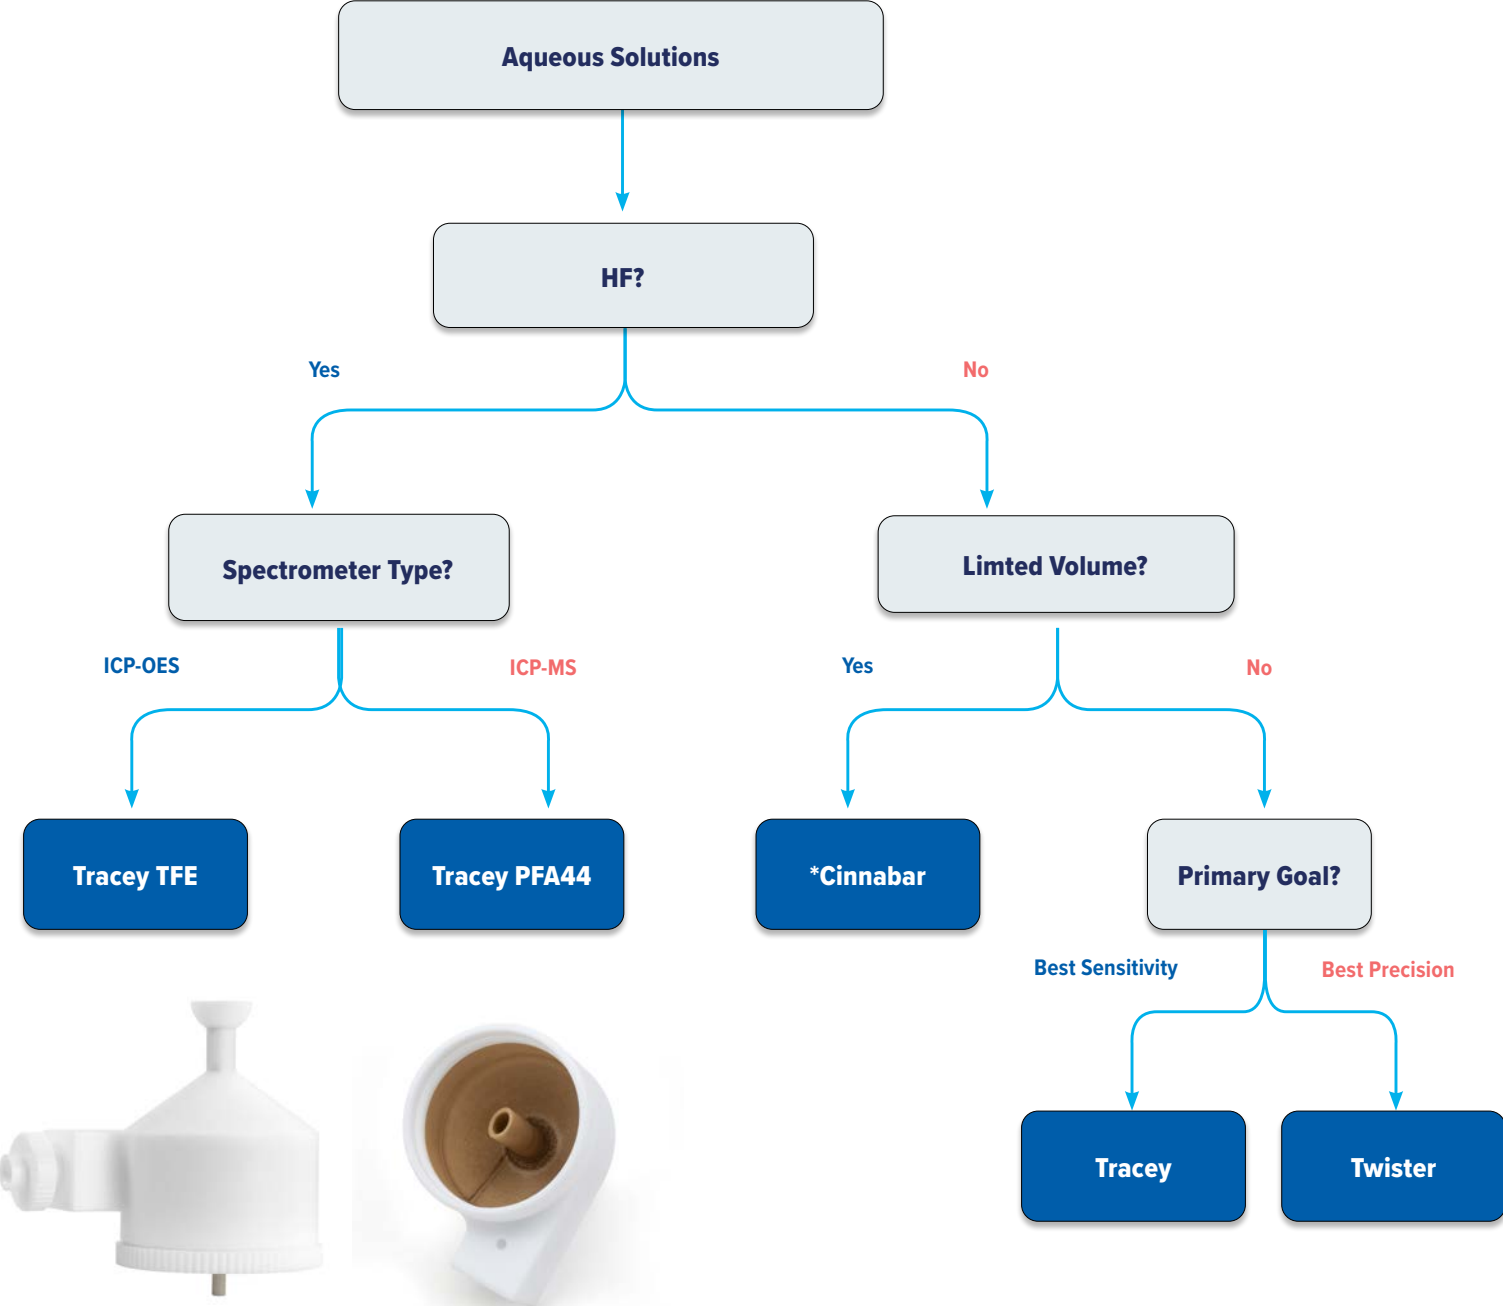 Aqueous Solutions
HF?
Yes
No
Spectrometer Type?
Limted Volume?
ICP-OES
ICP-MS
Yes
No
Tracey TFE
Tracey PFA44
*Cinnabar
Primary Goal?
Best Sensitivity
Best Precision
Tracey
Twister